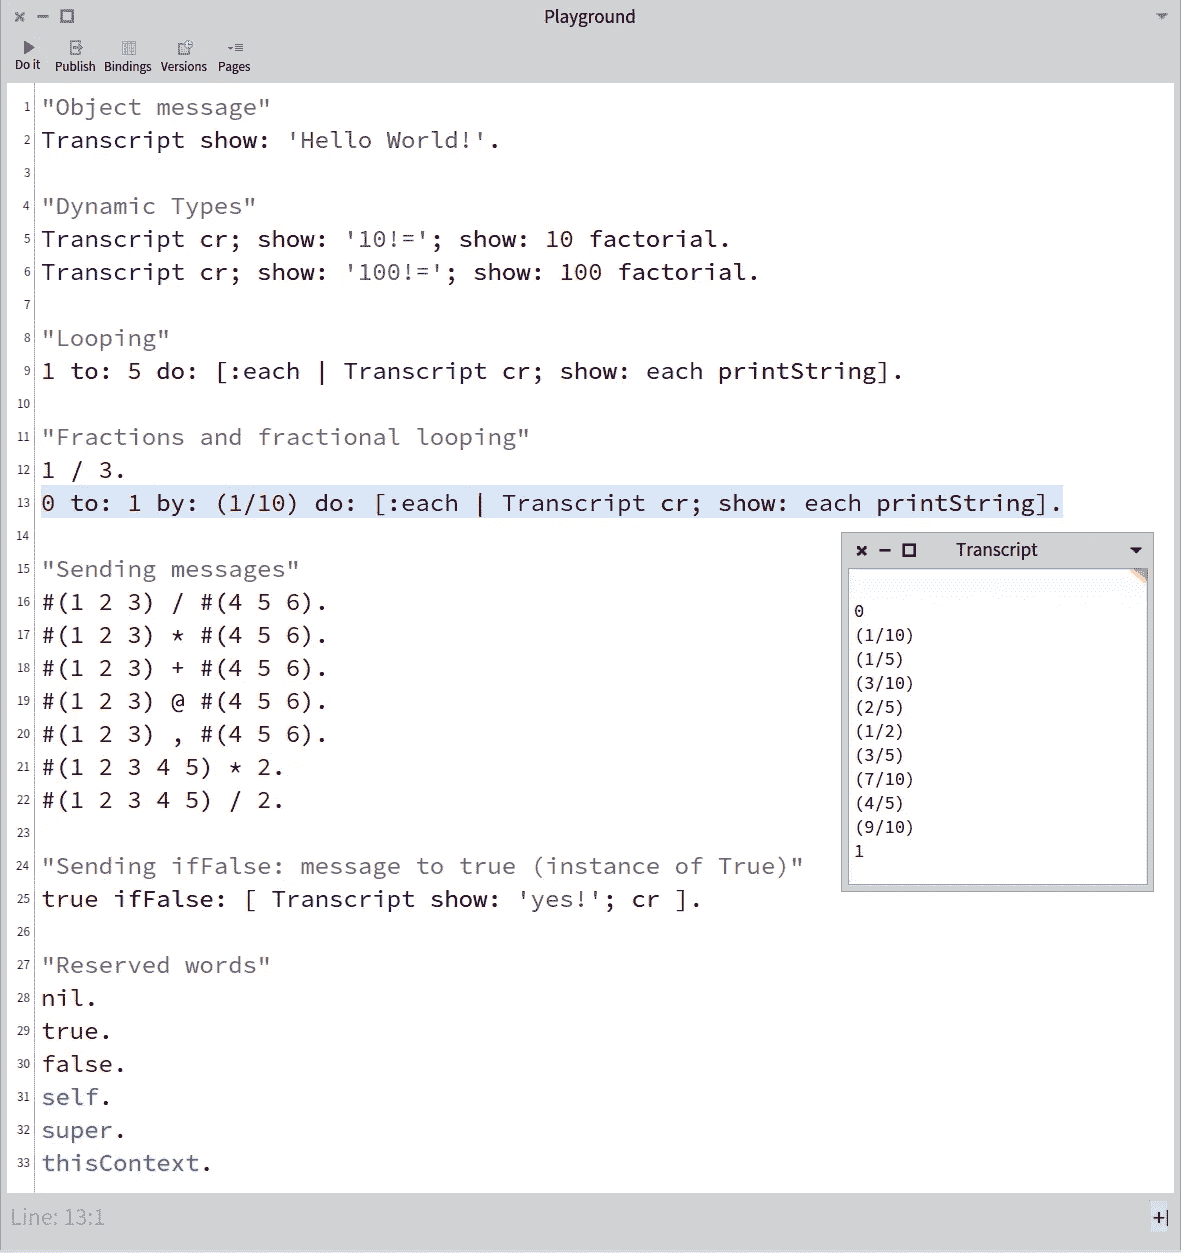 Playground
Do it Publish Bindings Versions Pages
1 "Object message"
2 Transcript show: 'Hello World!'.
3
4 "Dynamic Types"
5 Transcript cr; show: '10!='; show: 10 factorial.
6 Transcript cr; show: '100!='; show: 100 factorial.
7
8 "Looping"
9 1 to: 5 do: [:each | Transcript cr; show: each printString].
10
11 "Fractions and fractional looping"
12 1 / 3.
13 0 to: 1 by: (1/10) do: [:each | Transcript cr; show: each printString].
14
15 "Sending messages"
16 #(1 2 3) / #(4 5 6).
17 #(1 2 3) * #(4 5 6).
18 #(1 2 3) + #(4 5 6).
19 #(1 2 3) @ #(4 5 6).
20 #(1 2 3) , #(4 5 6).
21 #(1 2 3 4 5) * 2.
22 #(1 2 3 4 5) / 2.
23
24 "Sending ifFalse: message to true (instance of True)"
25 true ifFalse: [ Transcript show: 'yes!'; cr ].
26
27 "Reserved words"
28 nil.
29 true.
30 false.
31 self.
32 super.
33 thisContext.
Transcript
0
(1/10)
(1/5)
(3/10)
(2/5)
(1/2)
(3/5)
(7/10)
(4/5)
(9/10)
1
Line: 13:1
+|